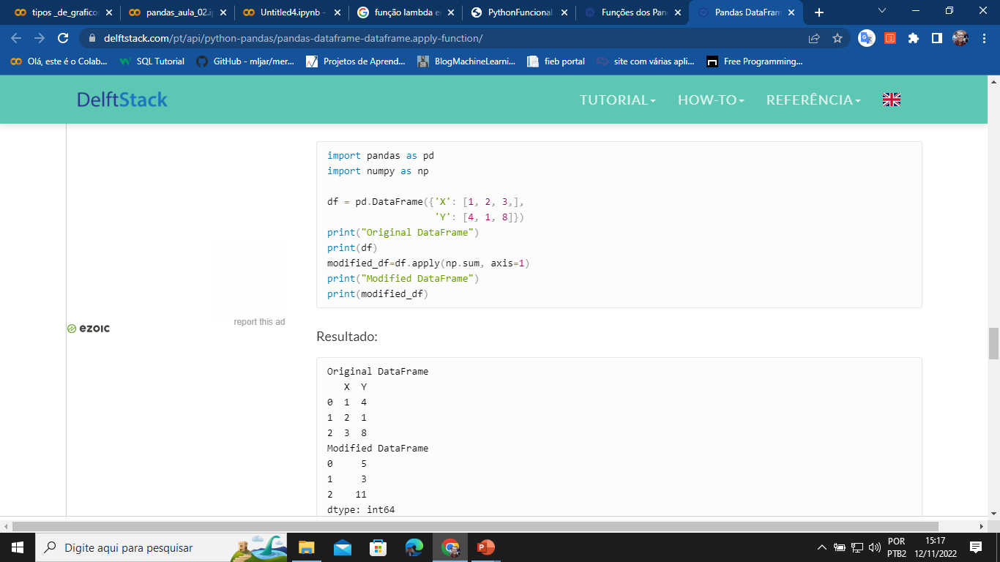 tipos _de_grafico
pandas_aula_02.i
Untitled4.ipynb -
função lambda e
PythonFuncional
Funções dos Pan
Pandas DataFram
delftstack.com/pt/api/python-pandas/pandas-dataframe-dataframe.apply-function/
Olá, este é o Colab...
SQL Tutorial
GitHub - mljar/mer...
Projetos de Aprend...
BlogMachineLearni...
fieb portal
site com várias apli...
Free Programming...
DelftStack
TUTORIAL
HOW-TO
REFERÊNCIA
import pandas as pd
import numpy as np
df = pd.DataFrame({'X': [1, 2, 3,],
'Y': [4, 1, 8]})
print("Original DataFrame")
print(df)
modified_df=df.apply(np.sum, axis=1)
print("Modified DataFrame")
print(modified_df)
report this ad
ezoic
Resultado:
Original DataFrame
X Y
0 1 4
1 2 1
2 3 8
Modified DataFrame
0 5
1 3
2 11
dtype: int64
Digite aqui para pesquisar
POR
PTB2
15:17
12/11/2022